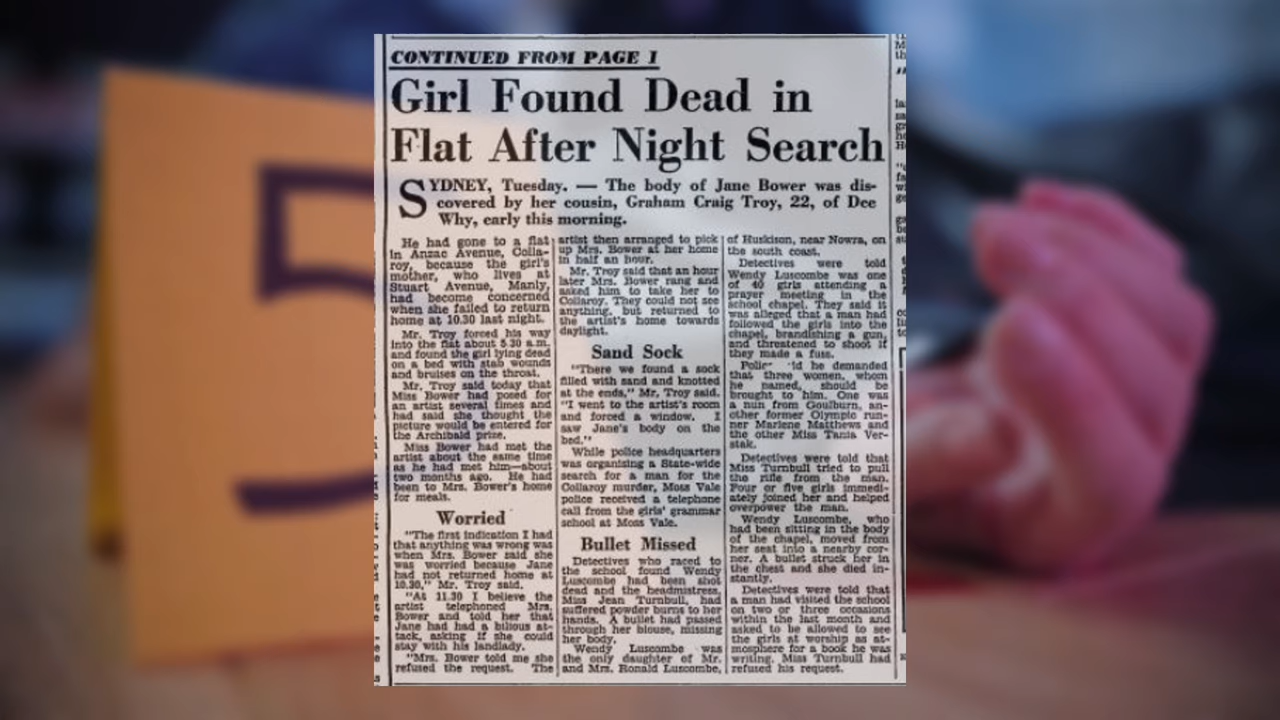 5
CONTINUED FROM PAGE 1
Girl Found Dead in
Flat After Night Search
SYDNEY, Tuesday. — The body of Jane Bower was dis-
covered by her cousin, Graham Craig Troy, 22, of Dee
Why, early this morning.
He had gone to a flat
in Anzac Avenue, Colla-
roy, because the girl's
mother, who lives at
Stuart Avenue, Manly,
had become concerned
when she failed to return
home at 10.30 last night.
Mr. Troy forced his way
into the flat about 5.30 a.m.
and found the girl lying dead
on a bed with stab wounds
and bruises on the throat.
Mr. Troy said today that
Miss Bower had posed for
an artist several times and
had said she thought the
picture would be entered for
the Archibald prize.
Miss Bower had met the
artist about the same time
as he had met him—about
two months ago. He had
been to Mrs. Bower's home
for meals.
Worried
"The first indication I had
that anything was wrong was
when Mrs. Bower said she
was worried because Jane
had not returned home at
10.30," Mr. Troy said.
"At 11.30 I believe the
artist telephoned Mrs.
Bower and told her that
Jane had had a bilious at-
tack, asking if she could
stay with his landlady.
"Mrs. Bower told me she
refused the request. The
artist then arranged to pick
up Mrs. Bower at her home
in half an hour.
Mr. Troy said that an hour
later Mrs. Bower rang and
asked him to take her to
Collaroy. They could not see
anything, but returned to
the artist's home towards
daylight.
Sand Sock
"There we found a sock
filled with sand and knotted
at the ends," Mr. Troy said.
"I went to the artist's room
and forced a window. I
saw Jane's body on the
bed."
While police headquarters
was organising a State-wide
search for a man for the
Collaroy murder, Moss Vale
police received a telephone
call from the girls' grammar
school at Moss Vale.
Bullet Missed
Detectives who raced to
the school found Wendy
Luscombe had been shot
dead and the headmistress,
Miss Jean Turnbull, had
suffered powder burns to her
hands. A bullet had passed
through her blouse, missing
her body.
Wendy Luscombe was
the only daughter of Mr.
and Mrs. Ronald Luscombe,
of Huskison, near Nowra, on
the south coast.
Detectives were told
Wendy Luscombe was one
of 40 girls attending a
prayer meeting in the
school chapel. They said it
was alleged that a man had
followed the girls into the
chapel, brandishing a gun,
and threatened to shoot if
they made a fuss.
he demanded
that three women, whom
he named, should be
brought to him. One was
a nun from Goulburn, an-
other former Olympic run-
ner Marlene Matthews and
the other Miss Tania Ver-
stak.
Detectives were told that
Miss Turnbull tried to pull
the rifle from the man.
Four or five girls immedi-
ately joined her and helped
overpower the man.
Wendy Luscombe, who
had been sitting in the body
of the chapel, moved from
her seat into a nearby cor-
ner. A bullet struck her in
the chest and she died in-
stantly.
Detectives were told that
a man had visited the school
on two or three occasions
within the last month and
asked to be allowed to see
the girls at worship as at-
mosphere for a book he was
writing. Miss Turnbull had
refused his request.